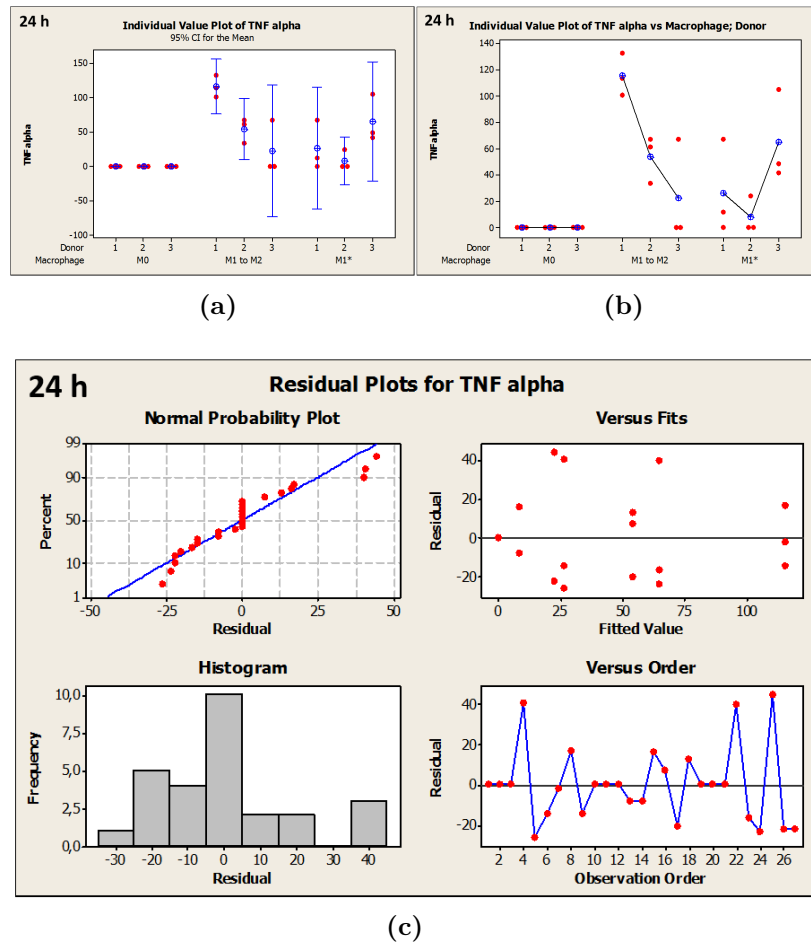 24 h
Individual Value Plot of TNF alpha
95% CI for the Mean
150
100
50
0
-50
-100
TNF alpha
Donor 1 2 3 1 2 3 1 2 3
Macrophage M0 M1 to M2 M1*
(a)
24 h
Individual Value Plot of TNF alpha vs Macrophage; Donor
140
120
100
80
60
40
20
0
TNF alpha
Donor 1 2 3 1 2 3 1 2 3
Macrophage M0 M1 to M2 M1*
(b)
24 h
Residual Plots for TNF alpha
Normal Probability Plot
99
90
50
10
1
Percent
-50 -25 0 25 50
Residual
Versus Fits
40
20
0
-20
Residual
0 25 50 75 100
Fitted Value
Histogram
10,0
7,5
5,0
2,5
0,0
Frequency
-30 -20 -10 0 10 20 30 40
Residual
Versus Order
40
20
0
-20
Residual
2 4 6 8 10 12 14 16 18 20 22 24 26
Observation Order
(c)